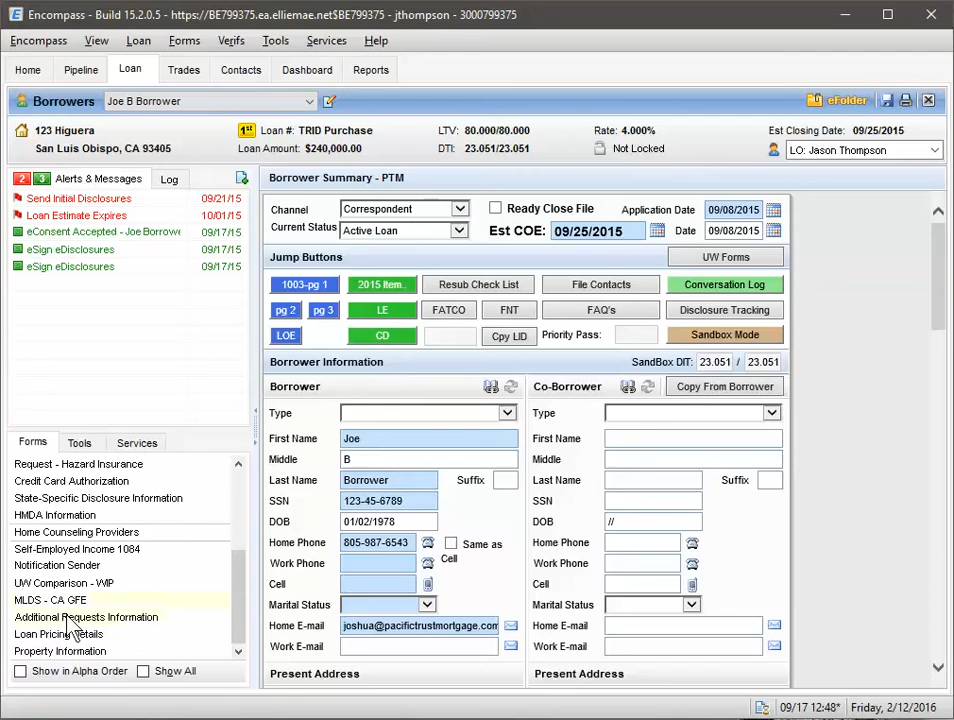 Encompass - Build 15.2.0.5 - https://BE799375.ea.elliemae.net$BE799375 - jthompson - 3000799375
Encompass View Loan Forms Verifs Tools Services Help
Home Pipeline Loan Trades Contacts Dashboard Reports
Borrowers Joe B Borrower eFolder
123 Higuera 1st Loan #: TRID Purchase LTV: 80.000/80.000 Rate: 4.000% Est Closing Date: 09/25/2015
San Luis Obispo, CA 93405 Loan Amount: $240,000.00 DTI: 23.051/23.051 Not Locked LO: Jason Thompson
2 3 Alerts & Messages Log
Send Initial Disclosures 09/21/15
Loan Estimate Expires 10/01/15
eConsent Accepted - Joe Borrowe 09/17/15
eSign eDisclosures 09/17/15
eSign eDisclosures 09/17/15
Forms Tools Services
Request - Hazard Insurance
Credit Card Authorization
State-Specific Disclosure Information
HMDA Information
Home Counseling Providers
Self-Employed Income 1084
Notification Sender
UW Comparison - WIP
MLDS - CA GFE
Additional Requests Information
Loan Pricing Details
Property Information
Show in Alpha Order Show All
Borrower Summary - PTM
Channel Correspondent Ready Close File Application Date 09/08/2015
Current Status Active Loan Est COE: 09/25/2015 Date 09/08/2015
Jump Buttons UW Forms
1003-pg 1 2015 Item.. Resub Check List File Contacts Conversation Log
pg 2 pg 3 LE FATCO FNT FAQ's Disclosure Tracking
LOE CD Cpy LID Priority Pass: Sandbox Mode
Borrower Information SandBox DIT: 23.051 / 23.051
Borrower Co-Borrower Copy From Borrower
Type Type
First Name Joe First Name
Middle B Middle
Last Name Borrower Suffix Last Name Suffix
SSN 123-45-6789 SSN
DOB 01/02/1978 DOB //
Home Phone 805-987-6543 Same as Cell Home Phone
Work Phone Work Phone
Cell Cell
Marital Status Marital Status
Home E-mail joshua@pacifictrustmortgage.com Home E-mail
Work E-mail Work E-mail
Present Address Present Address
09/17 12:48* Friday, 2/12/2016